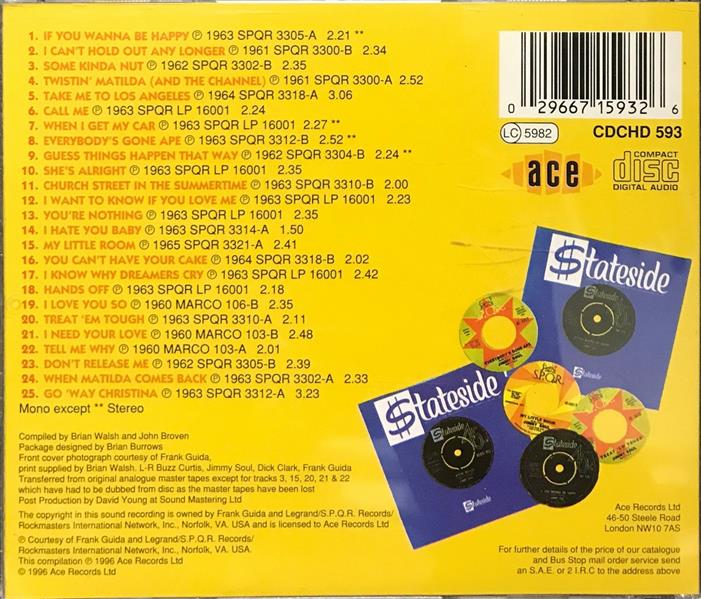 1. IF YOU WANNA BE HAPPY ℗ 1963 SPQR 3305-A 2.21 **
2. I CAN'T HOLD OUT ANY LONGER ℗ 1961 SPQR 3300-B 2.34
3. SOME KINDA NUT ℗ 1962 SPQR 3302-B 2.35
4. TWISTIN' MATILDA (AND THE CHANNEL) ℗ 1961 SPQR 3300-A 2.52
5. TAKE ME TO LOS ANGELES ℗ 1964 SPQR 3318-A 3.06
6. CALL ME ℗ 1963 SPQR LP 16001 2.24
7. WHEN I GET MY CAR ℗ 1963 SPQR LP 16001 2.27 **
8. EVERYBODY'S GONE APE ℗ 1963 SPQR 3312-B 2.52 **
9. GUESS THINGS HAPPEN THAT WAY ℗ 1962 SPQR 3304-B 2.24 **
10. SHE'S ALRIGHT ℗ 1963 SPQR LP 16001 2.35
11. CHURCH STREET IN THE SUMMERTIME ℗ 1963 SPQR 3310-B 2.00
12. I WANT TO KNOW IF YOU LOVE ME ℗ 1963 SPQR LP 16001 2.23
13. YOU'RE NOTHING ℗ 1963 SPQR LP 16001 2.35
14. I HATE YOU BABY ℗ 1963 SPQR 3314-A 1.50
15. MY LITTLE ROOM ℗ 1965 SPQR 3321-A 2.41
16. YOU CAN'T HAVE YOUR CAKE ℗ 1964 SPQR 3318-B 2.02
17. I KNOW WHY DREAMERS CRY ℗ 1963 SPQR LP 16001 2.42
18. HANDS OFF ℗ 1963 SPQR LP 16001 2.18
19. I LOVE YOU SO ℗ 1960 MARCO 106-B 2.35
20. TREAT 'EM TOUGH ℗ 1963 SPQR 3310-A 2.11
21. I NEED YOUR LOVE ℗ 1960 MARCO 103-B 2.48
22. TELL ME WHY ℗ 1960 MARCO 103-A 2.01
23. DON'T RELEASE ME ℗ 1962 SPQR 3305-B 2.39
24. WHEN MATILDA COMES BACK ℗ 1963 SPQR 3302-A 2.33
25. GO 'WAY CHRISTINA ℗ 1963 SPQR 3312-A 3.23
Mono except ** Stereo
Compiled by Brian Walsh and John Broven
Package designed by Brian Burrows
Front cover photograph courtesy of Frank Guida,
print supplied by Brian Walsh. L-R Buzz Curtis, Jimmy Soul, Dick Clark, Frank Guida
Transferred from original analogue master tapes except for tracks 3, 15, 20, 21 & 22
which have had to be dubbed from disc as the master tapes have been lost
Post Production by David Young at Sound Mastering Ltd
The copyright in this sound recording is owned by Frank Guida and Legrand/S.P.Q.R. Records/
Rockmasters International Network, Inc., Norfolk, VA. USA and is licensed to Ace Records Ltd
℗ Courtesy of Frank Guida and Legrand/S.P.Q.R. Records/
Rockmasters International Network, Inc., Norfolk, VA. USA.
This compilation ℗ 1996 Ace Records Ltd
© 1996 Ace Records Ltd
0 29667 15932 6
LC 5982
CDCHD 593
ace
COMPACT
disc
DIGITAL AUDIO
$tateside
Stateside
EVERYBODY'S GONE APE
JIMMY SOUL
S.P.Q.R.
MY LITTLE ROOM
JIMMY SOUL
TREAT 'EM TOUGH
JIMMY SOUL
$tateside
Stateside
Stateside
Ace Records Ltd
46-50 Steele Road
London NW10 7AS
For further details of the price of our catalogue
and Bus Stop mail order service send
an S.A.E. or 2 I.R.C to the address above